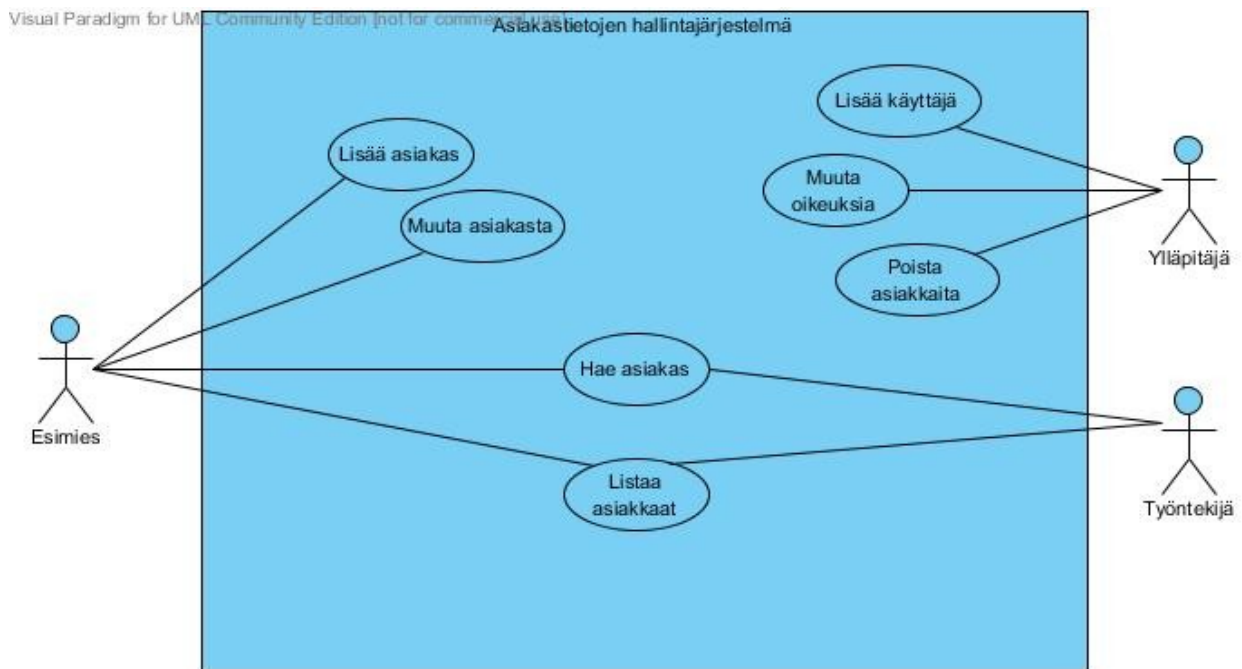 Visual Paradigm for UML Community Edition [not for commercial use]
Asiakastietojen hallintajärjestelmä
Lisää käyttäjä
Lisää asiakas
Muuta
oikeuksia
Muuta asiakasta
Ylläpitäjä
Poista
asiakkaita
Hae asiakas
Esimies
Listaa
asiakkaat
Työntekijä